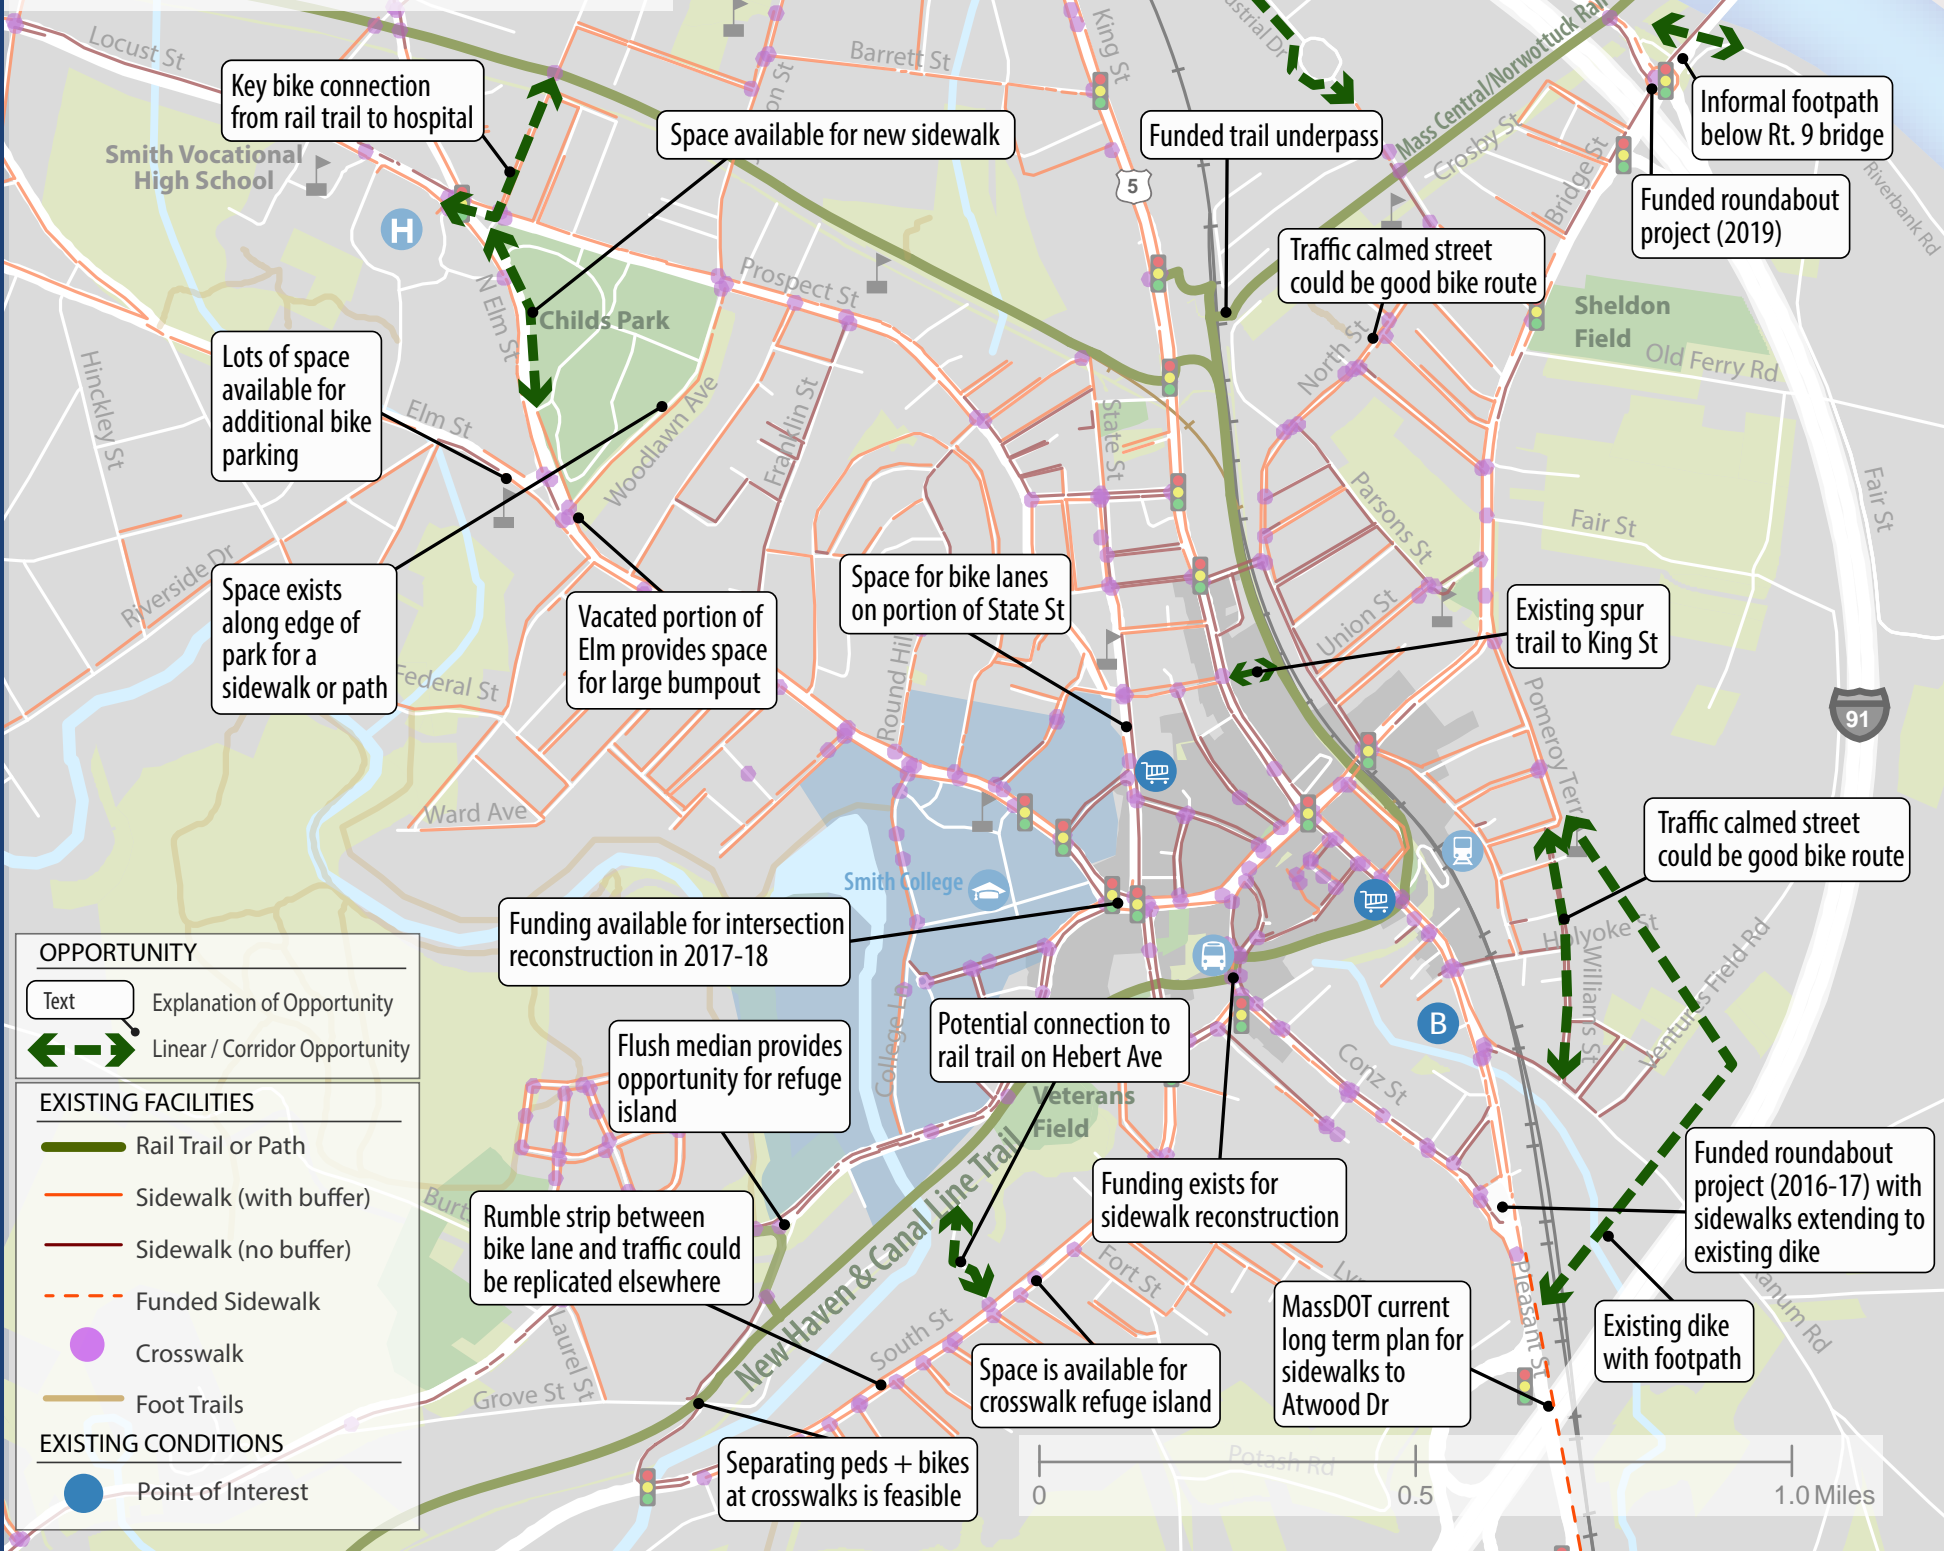 Locust St
Barrett St
King St
Mass Central/Norwottuck Rail
Key bike connection
from rail trail to hospital
Space available for new sidewalk
Funded trail underpass
Informal footpath
below Rt. 9 bridge
Smith Vocational
High School
H
5
Crosby St
Bridge St
Riverbank Rd
Funded roundabout
project (2019)
Traffic calmed street
could be good bike route
Prospect St
N Elm St
Childs Park
Sheldon
Field
Old Ferry Rd
North St
Hinckley St
Lots of space
available for
additional bike
parking
Elm St
Woodlawn Ave
Franklin St
State St
Parsons St
Fair St
Fair St
Riverside Dr
Space exists
along edge of
park for a
sidewalk or path
Vacated portion of
Elm provides space
for large bumpout
Space for bike lanes
on portion of State St
Union St
Existing spur
trail to King St
Federal St
Round Hill
Pomeroy Terr
91
Ward Ave
Traffic calmed street
could be good bike route
Smith College
Funding available for intersection
reconstruction in 2017-18
Holyoke St
Williams St
Venturs Field Rd
OPPORTUNITY
Text
Explanation of Opportunity
Linear / Corridor Opportunity
EXISTING FACILITIES
Rail Trail or Path
Sidewalk (with buffer)
Sidewalk (no buffer)
Funded Sidewalk
Crosswalk
Foot Trails
EXISTING CONDITIONS
Point of Interest
College Ln
Flush median provides
opportunity for refuge
island
Potential connection to
rail trail on Hebert Ave
B
Conz St
Veterans
Field
Funding exists for
sidewalk reconstruction
Funded roundabout
project (2016-17) with
sidewalks extending to
existing dike
Burt
Rumble strip between
bike lane and traffic could
be replicated elsewhere
New Haven & Canal Line Trail
Fort St
South St
Laurel St
Grove St
Space is available for
crosswalk refuge island
MassDOT current
long term plan for
sidewalks to
Atwood Dr
Pleasant St
Existing dike
with footpath
Separating peds + bikes
at crosswalks is feasible
Potash Rd
0
0.5
1.0 Miles